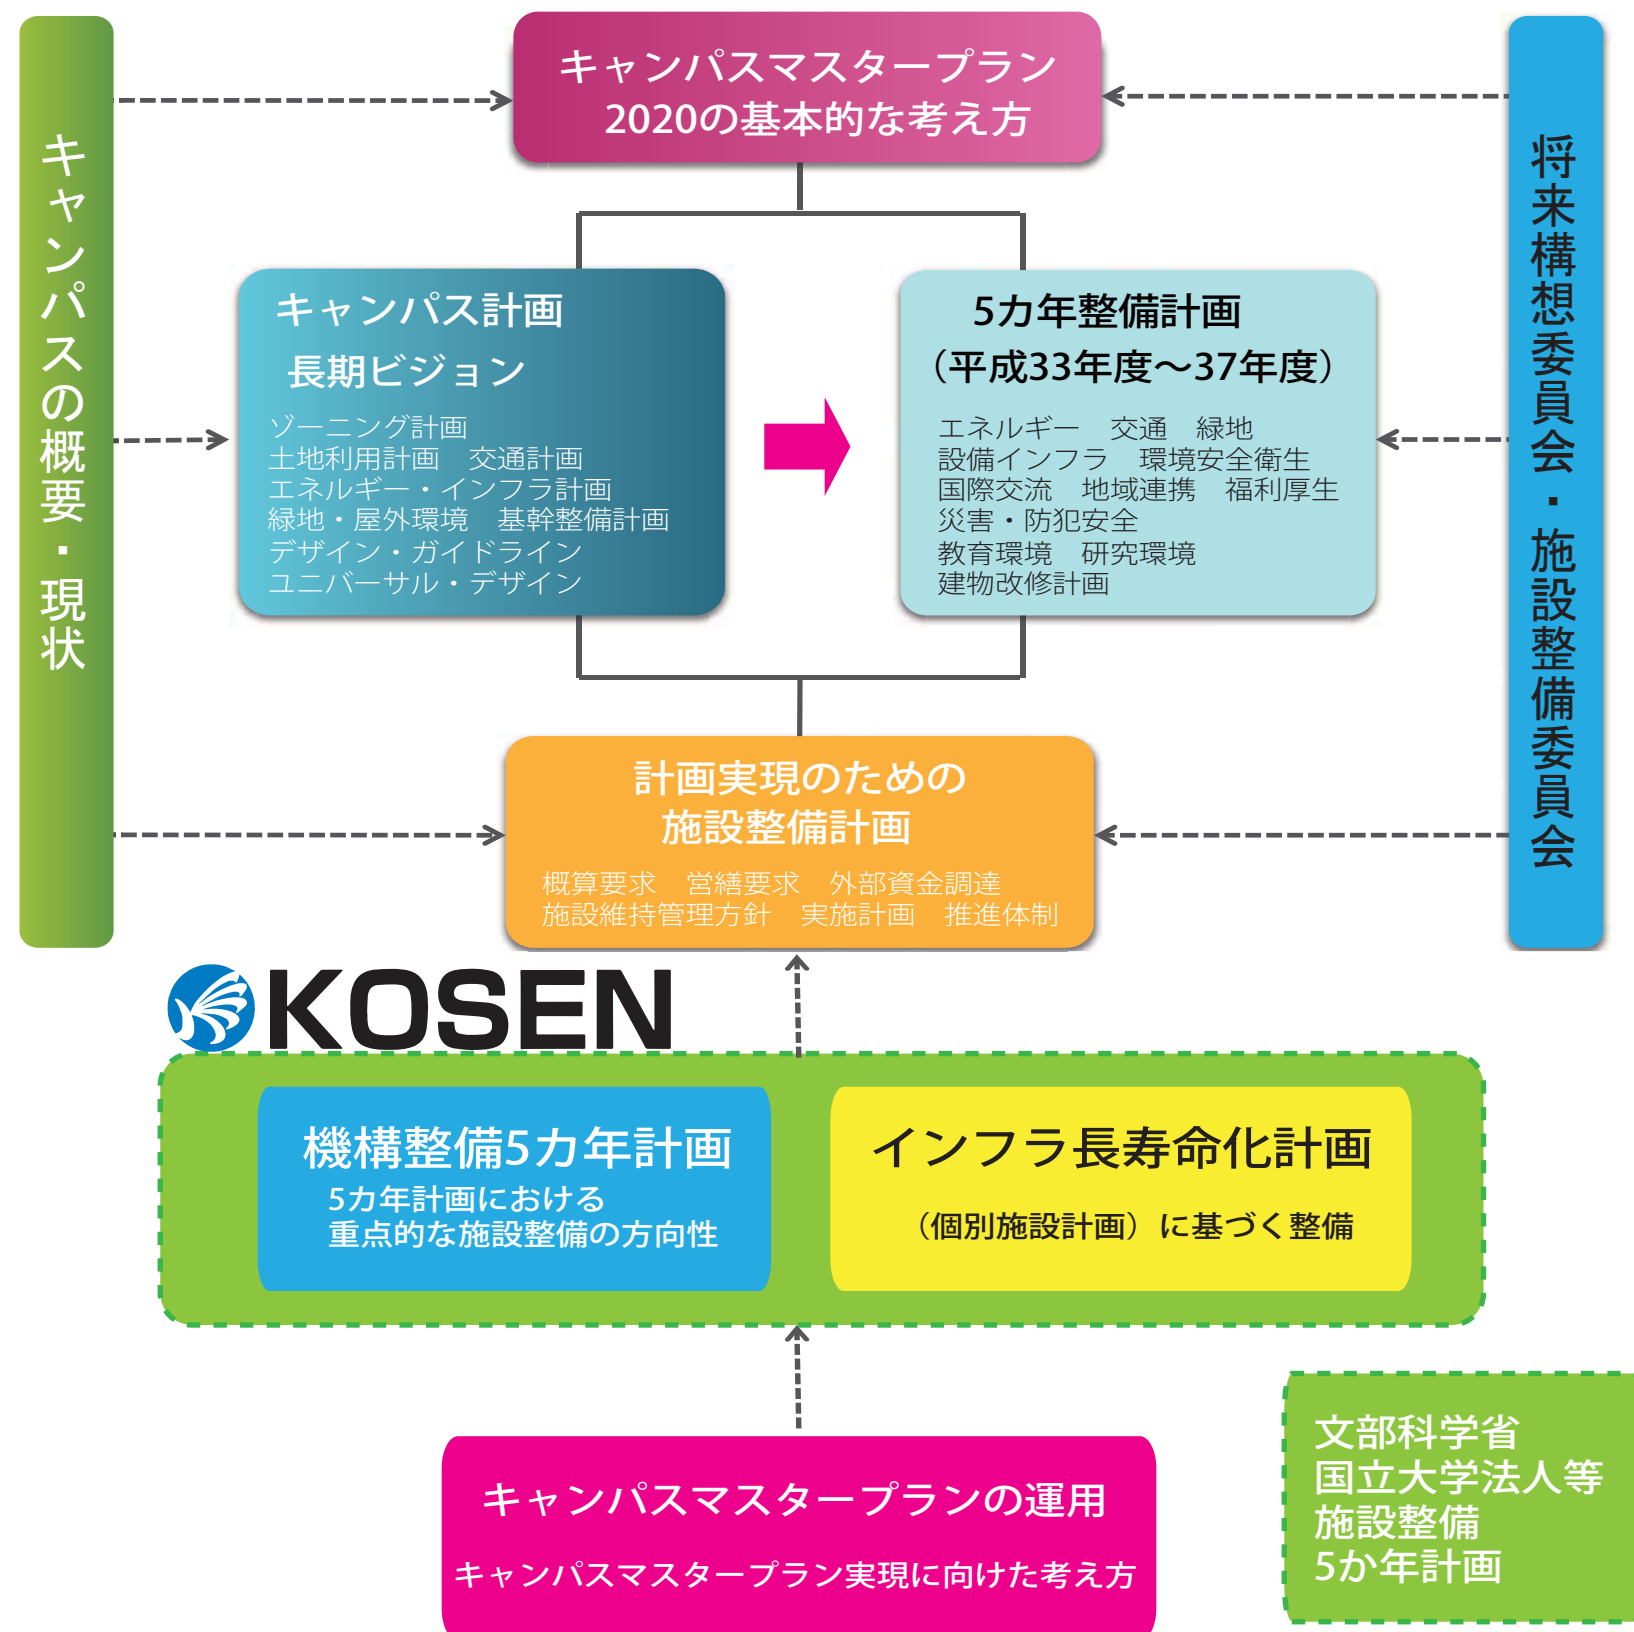 キャンパスマスタープラン
2020の基本的な考え方
キャンパスの概要・現状
将来構想委員会・施設整備委員会
キャンパス計画
長期ビジョン
ゾーニング計画
土地利用計画　交通計画
エネルギー・インフラ計画
緑地・屋外環境　基幹整備計画
デザイン・ガイドライン
ユニバーサル・デザイン
5カ年整備計画
（平成33年度～37年度）
エネルギー　交通　緑地
設備インフラ　環境安全衛生
国際交流　地域連携　福利厚生
災害・防犯安全
教育環境　研究環境
建物改修計画
計画実現のための
施設整備計画
概算要求　営繕要求　外部資金調達
施設維持管理方針　実施計画　推進体制
KOSEN
機構整備5カ年計画
5カ年計画における
重点的な施設整備の方向性
インフラ長寿命化計画
（個別施設計画）に基づく整備
キャンパスマスタープランの運用
キャンパスマスタープラン実現に向けた考え方
文部科学省
国立大学法人等
施設整備
5か年計画